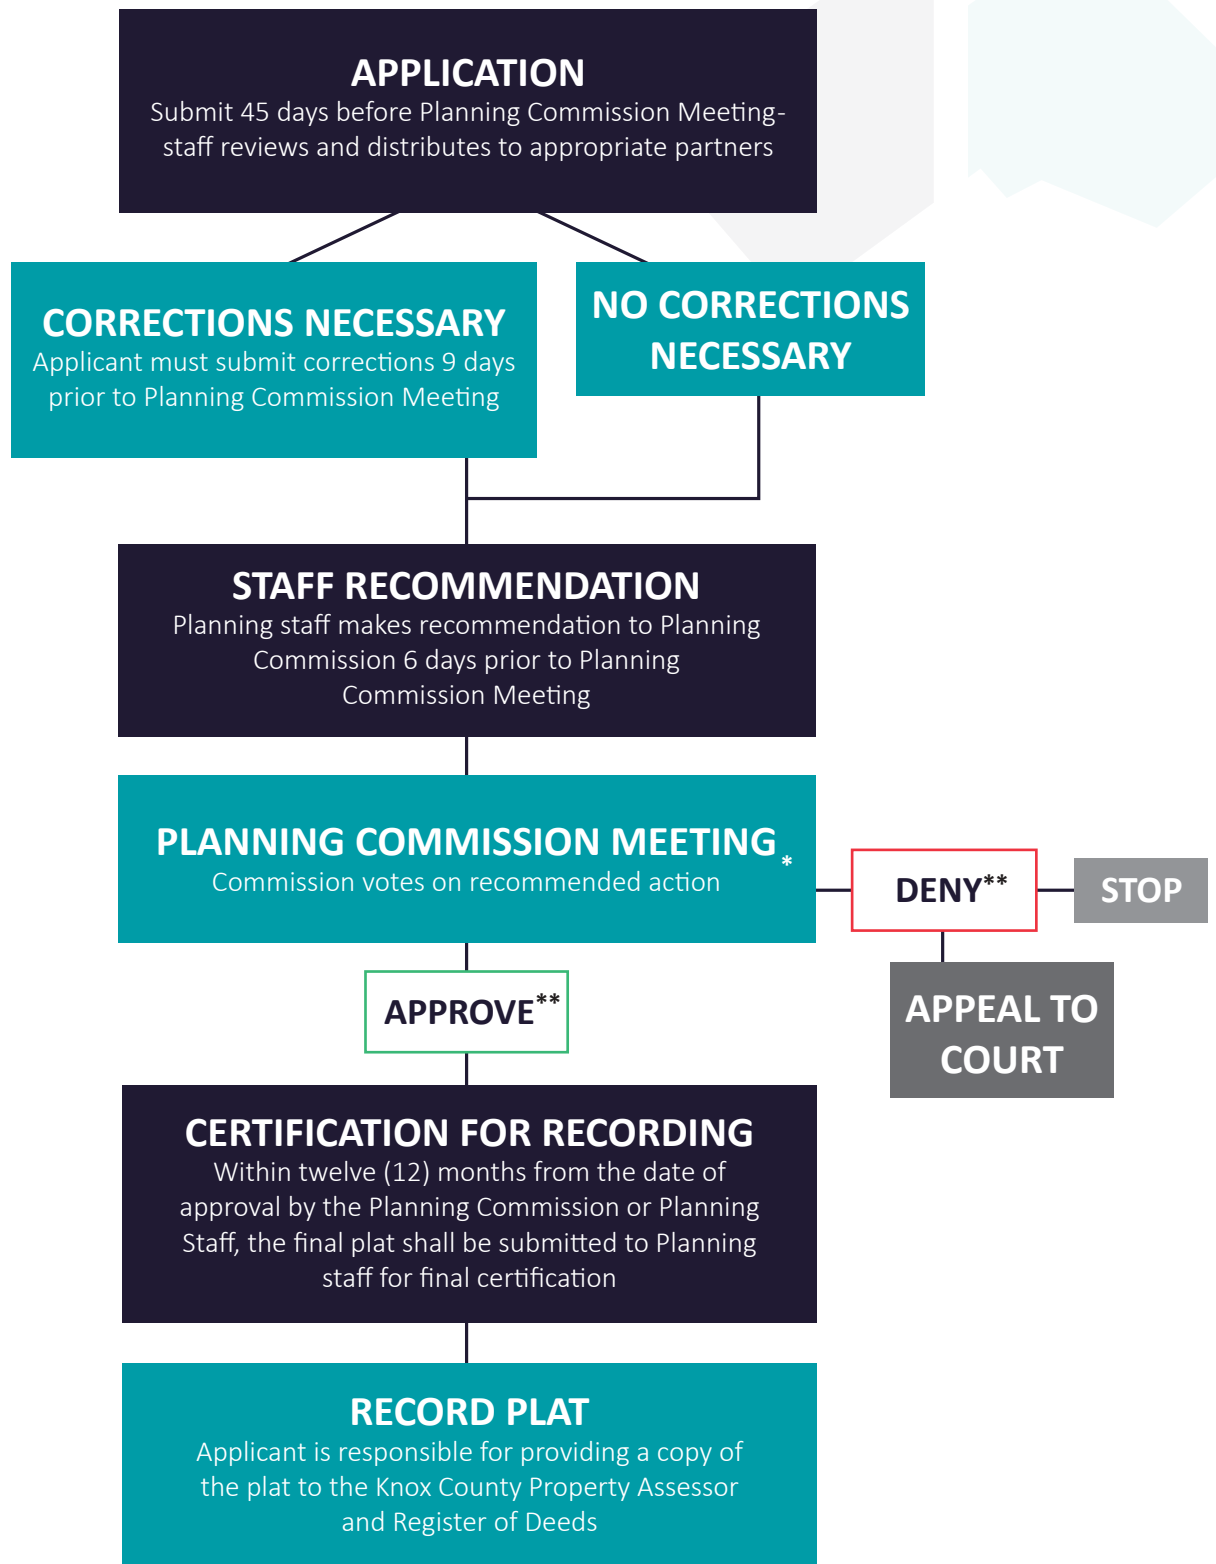 APPLICATION
Submit 45 days before Planning Commission Meeting-
staff reviews and distributes to appropriate partners
CORRECTIONS NECESSARY
Applicant must submit corrections 9 days
prior to Planning Commission Meeting
NO CORRECTIONS
NECESSARY
STAFF RECOMMENDATION
Planning staff makes recommendation to Planning
Commission 6 days prior to Planning
Commission Meeting
PLANNING COMMISSION MEETING*
Commission votes on recommended action
DENY**
STOP
APPEAL TO
COURT
APPROVE**
CERTIFICATION FOR RECORDING
Within twelve (12) months from the date of
approval by the Planning Commission or Planning
Staff, the final plat shall be submitted to Planning
staff for final certification
RECORD PLAT
Applicant is responsible for providing a copy of
the plat to the Knox County Property Assessor
and Register of Deeds